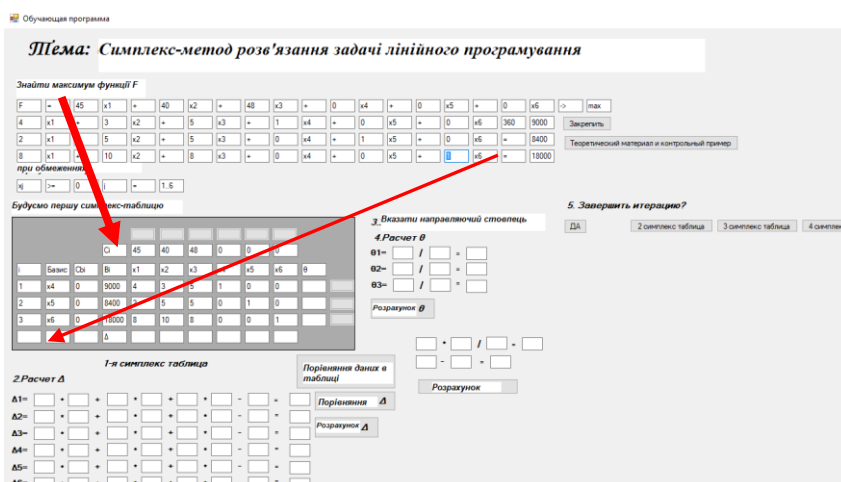 Обучающая программа
Тема: Симплекс-метод розв'язання задачі лінійного програмування
Знайти максимум функції F
F = 45 x1 + 40 x2 + 48 x3 + 0 x4 + 0 x5 + 0 x6 -> max
4 x1 + 3 x2 + 5 x3 + 1 x4 + 0 x5 + 0 x6 360 9000 Закрепить
2 x1 5 x2 + 5 x3 + 0 x4 + 1 x5 + 0 x6 = 8400 Теоретический материал и контрольный пример
8 x1 + 10 x2 + 8 x3 + 0 x4 + 0 x5 + x6 = 18000
при обмеженнях
xj >= 0 j = 1..6
Будуємо першу симплекс-таблицю
Ci 45 40 48 0 0 0
i Базис Cbi Bi x1 x2 x3 x4 x5 x6 θ
1 x4 0 9000 4 3 5 1 0 0
2 x5 0 8400 2 5 5 0 1 0
3 x6 0 18000 8 10 8 0 0 1
Δ
1-я симплекс таблица
3. Вказати направляючий стовпець
4.Расчет θ
θ1= / =
θ2= / =
θ3= / =
Розрахунок θ
* / =
- =
Розрахунок
5. Завершить итерацию?
ДА 2 симплекс таблица 3 симплекс таблица 4 симплек
Порівняння даних в таблиці
Порівняння Δ
Розрахунок Δ
2.Расчет Δ
Δ1= * + * + * - =
Δ2= * + * + * - =
Δ3= * + * + * - =
Δ4= * + * + * - =
Δ5= * + * + * - =